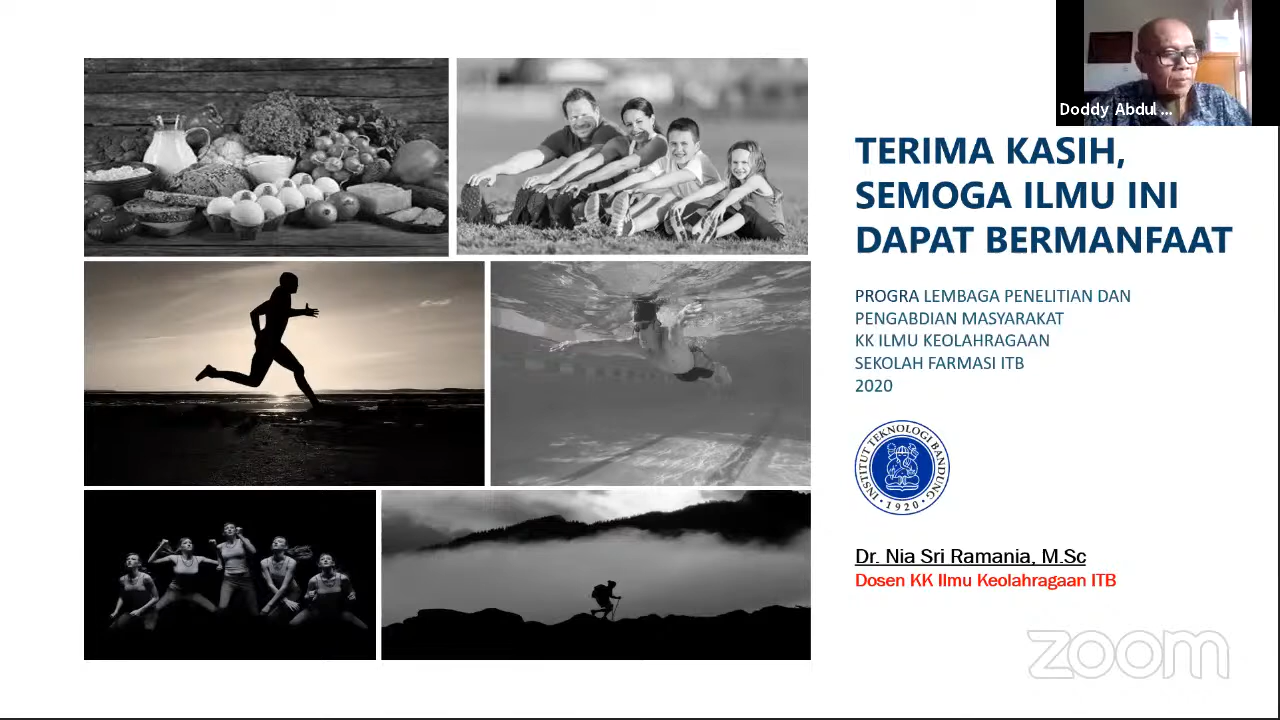 Doddy Abdul ...
TERIMA KASIH,
SEMOGA ILMU INI
DAPAT BERMANFAAT
PROGRA LEMBAGA PENELITIAN DAN
PENGABDIAN MASYARAKAT
KK ILMU KEOLAHRAGAAN
SEKOLAH FARMASI ITB
2020
INSTITUT TEKNOLOGI BANDUNG
1920
Dr. Nia Sri Ramania, M.Sc
Dosen KK Ilmu Keolahragaan ITB
zoom